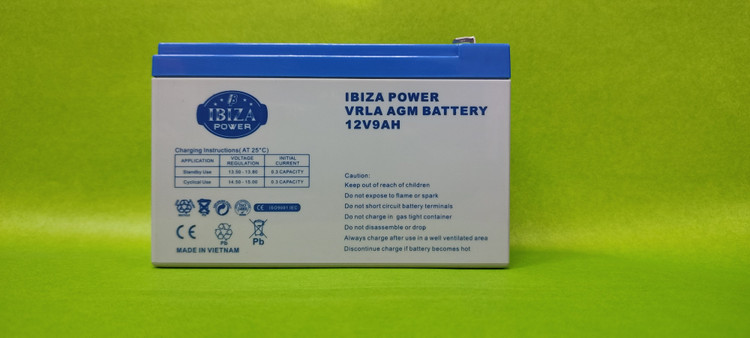 IBIZA
POWER
IBIZA POWER
VRLA AGM BATTERY
12V9AH
Charging Instructions( AT 25°C)
APPLICATION VOLTAGE REGULATION INITIAL CURRENT
Standby Use 13.50 - 13.80 0.3 CAPACITY
Cyclical Use 14.50 - 15.00 0.3 CAPACITY
CE
Pb
Pb
MADE IN VIETNAM
Caution:
Keep out of reach of children
Do not expose to flame or spark
Do not short circuit battery terminals
Do not charge in gas tight container
Do not disassemble or drop
Always charge after use in a well ventilated area
Discontinue charge if battery becomes hot